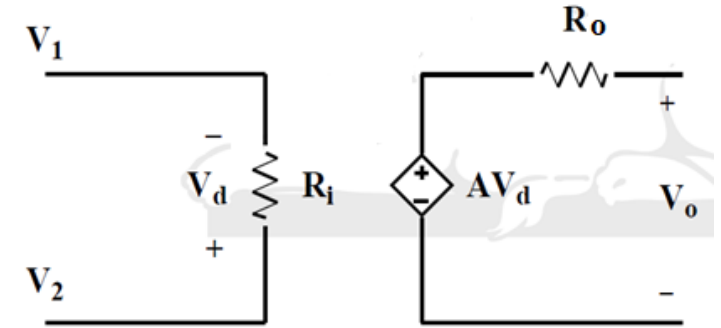 Ro
V1
+
–
+
Vd
Ri
–
AVd
Vo
+
V2
–